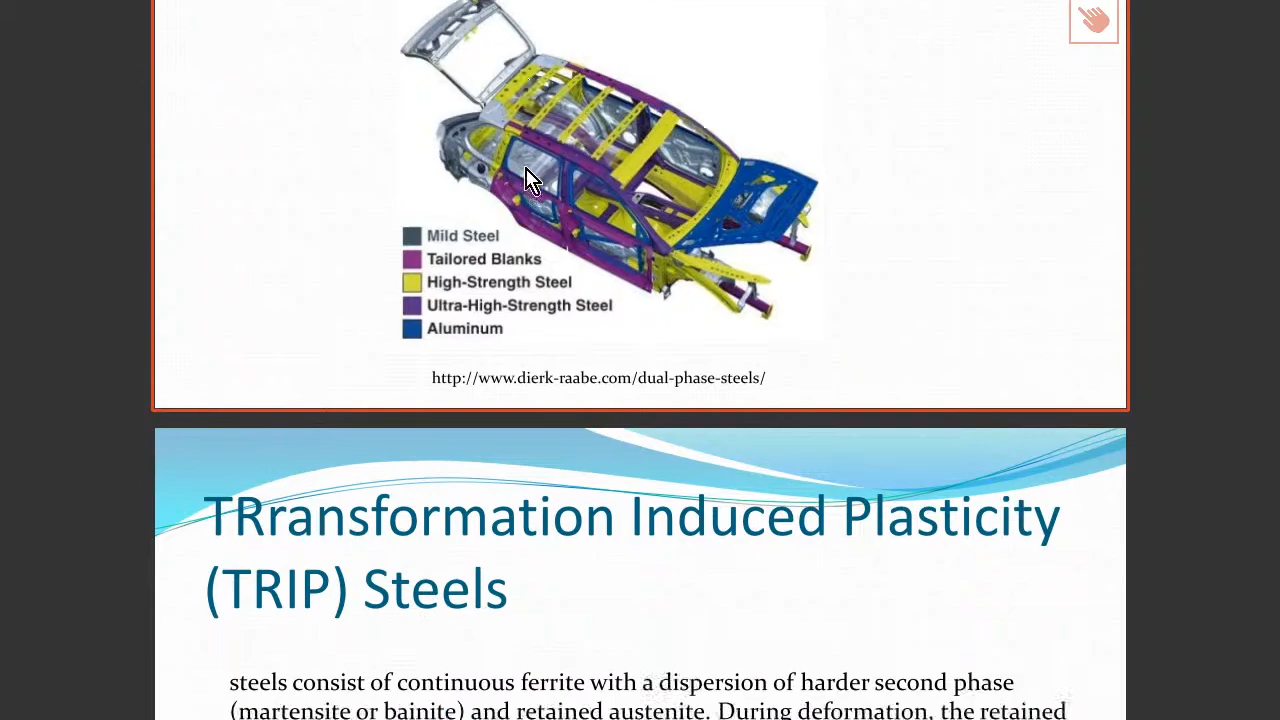 Mild Steel
Tailored Blanks
High-Strength Steel
Ultra-High-Strength Steel
Aluminum
http://www.dierk-raabe.com/dual-phase-steels/
TRransformation Induced Plasticity
(TRIP) Steels
steels consist of continuous ferrite with a dispersion of harder second phase
(martensite or bainite) and retained austenite. During deformation, the retained